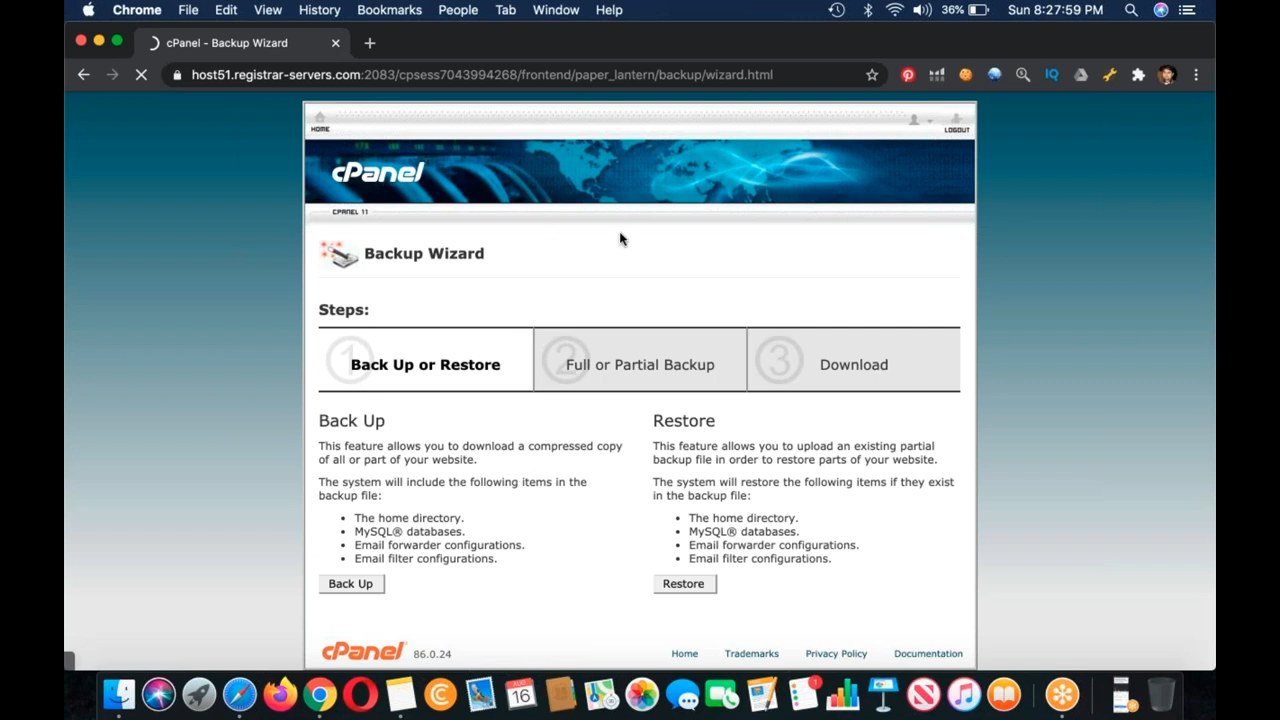 Chrome File Edit View History Bookmarks People Tab Window Help 36% Sun 8:27:59 PM
cPanel - Backup Wizard
host51.registrar-servers.com:2083/cpsess7043994268/frontend/paper_lantern/backup/wizard.html
IQ
HOME LOGOUT
cPanel
CPANEL 11
Backup Wizard
Steps:
1 Back Up or Restore 2 Full or Partial Backup 3 Download
Back Up
This feature allows you to download a compressed copy
of all or part of your website.
The system will include the following items in the
backup file:
• The home directory.
• MySQL® databases.
• Email forwarder configurations.
• Email filter configurations.
Back Up
Restore
This feature allows you to upload an existing partial
backup file in order to restore parts of your website.
The system will restore the following items if they exist
in the backup file:
• The home directory.
• MySQL® databases.
• Email forwarder configurations.
• Email filter configurations.
Restore
cPanel 86.0.24 Home Trademarks Privacy Policy Documentation
AUG
16
1